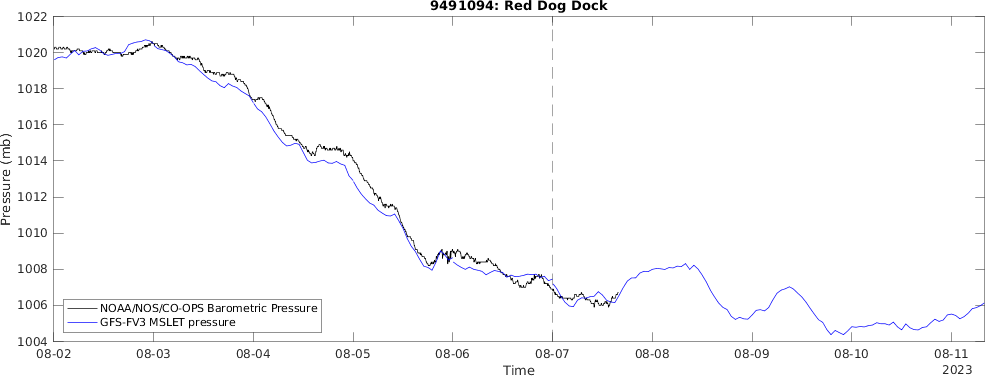 9491094: Red Dog Dock
Pressure (mb)
1022
1020
1018
1016
1014
1012
1010
1008
1006
1004
NOAA/NOS/CO-OPS Barometric Pressure
GFS-FV3 MSLET pressure
08-02 08-03 08-04 08-05 08-06 08-07 08-08 08-09 08-10 08-11
Time
2023